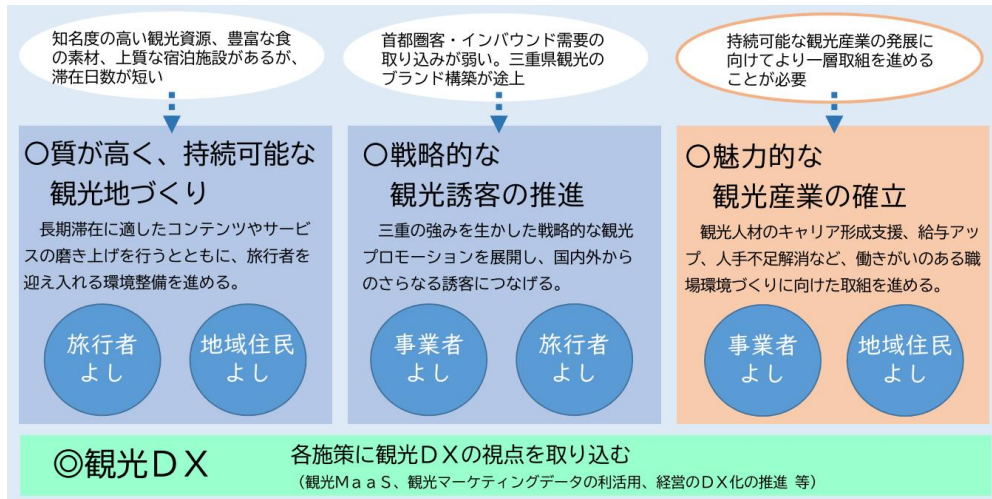 知名度の高い観光資源、豊富な食
の素材、上質な宿泊施設があるが、
滞在日数が短い
首都圏客・インバウンド需要の
取り込みが弱い。三重県観光の
ブランド構築が途上
持続可能な観光産業の発展に
向けてより一層取組を進める
ことが必要
〇質が高く、持続可能な
観光地づくり
長期滞在に適したコンテンツやサービ
スの磨き上げを行うとともに、旅行者を
迎え入れる環境整備を進める。
旅行者
よし
地域住民
よし
〇戦略的な
観光誘客の推進
三重の強みを生かした戦略的な観光
プロモーションを展開し、国内外から
のさらなる誘客につなげる。
事業者
よし
旅行者
よし
〇魅力的な
観光産業の確立
観光人材のキャリア形成支援、給与アッ
プ、人手不足解消など、働きがいのある職
場環境づくりに向けた取組を進める。
事業者
よし
地域住民
よし
◎観光ＤＸ
各施策に観光ＤＸの視点を取り込む
（観光ＭａａＳ、観光マーケティングデータの利活用、経営のＤＸ化の推進 等）